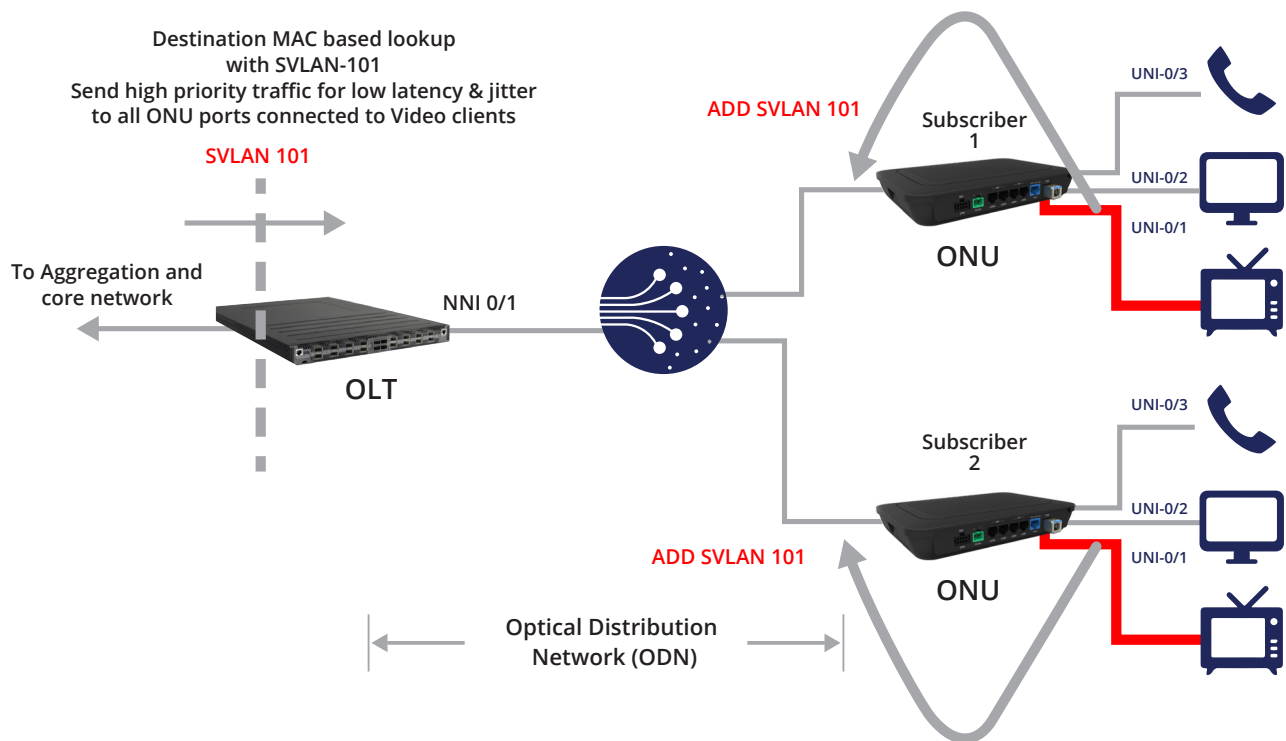 Destination MAC based lookup
with SVLAN-101
Send high priority traffic for low latency & jitter
to all ONU ports connected to Video clients
SVLAN 101
To Aggregation and
core network
NNI 0/1
OLT
ADD SVLAN 101
Subscriber
1
ONU
UNI-0/3
UNI-0/2
UNI-0/1
ADD SVLAN 101
Subscriber
2
ONU
UNI-0/3
UNI-0/2
UNI-0/1
Optical Distribution
Network (ODN)